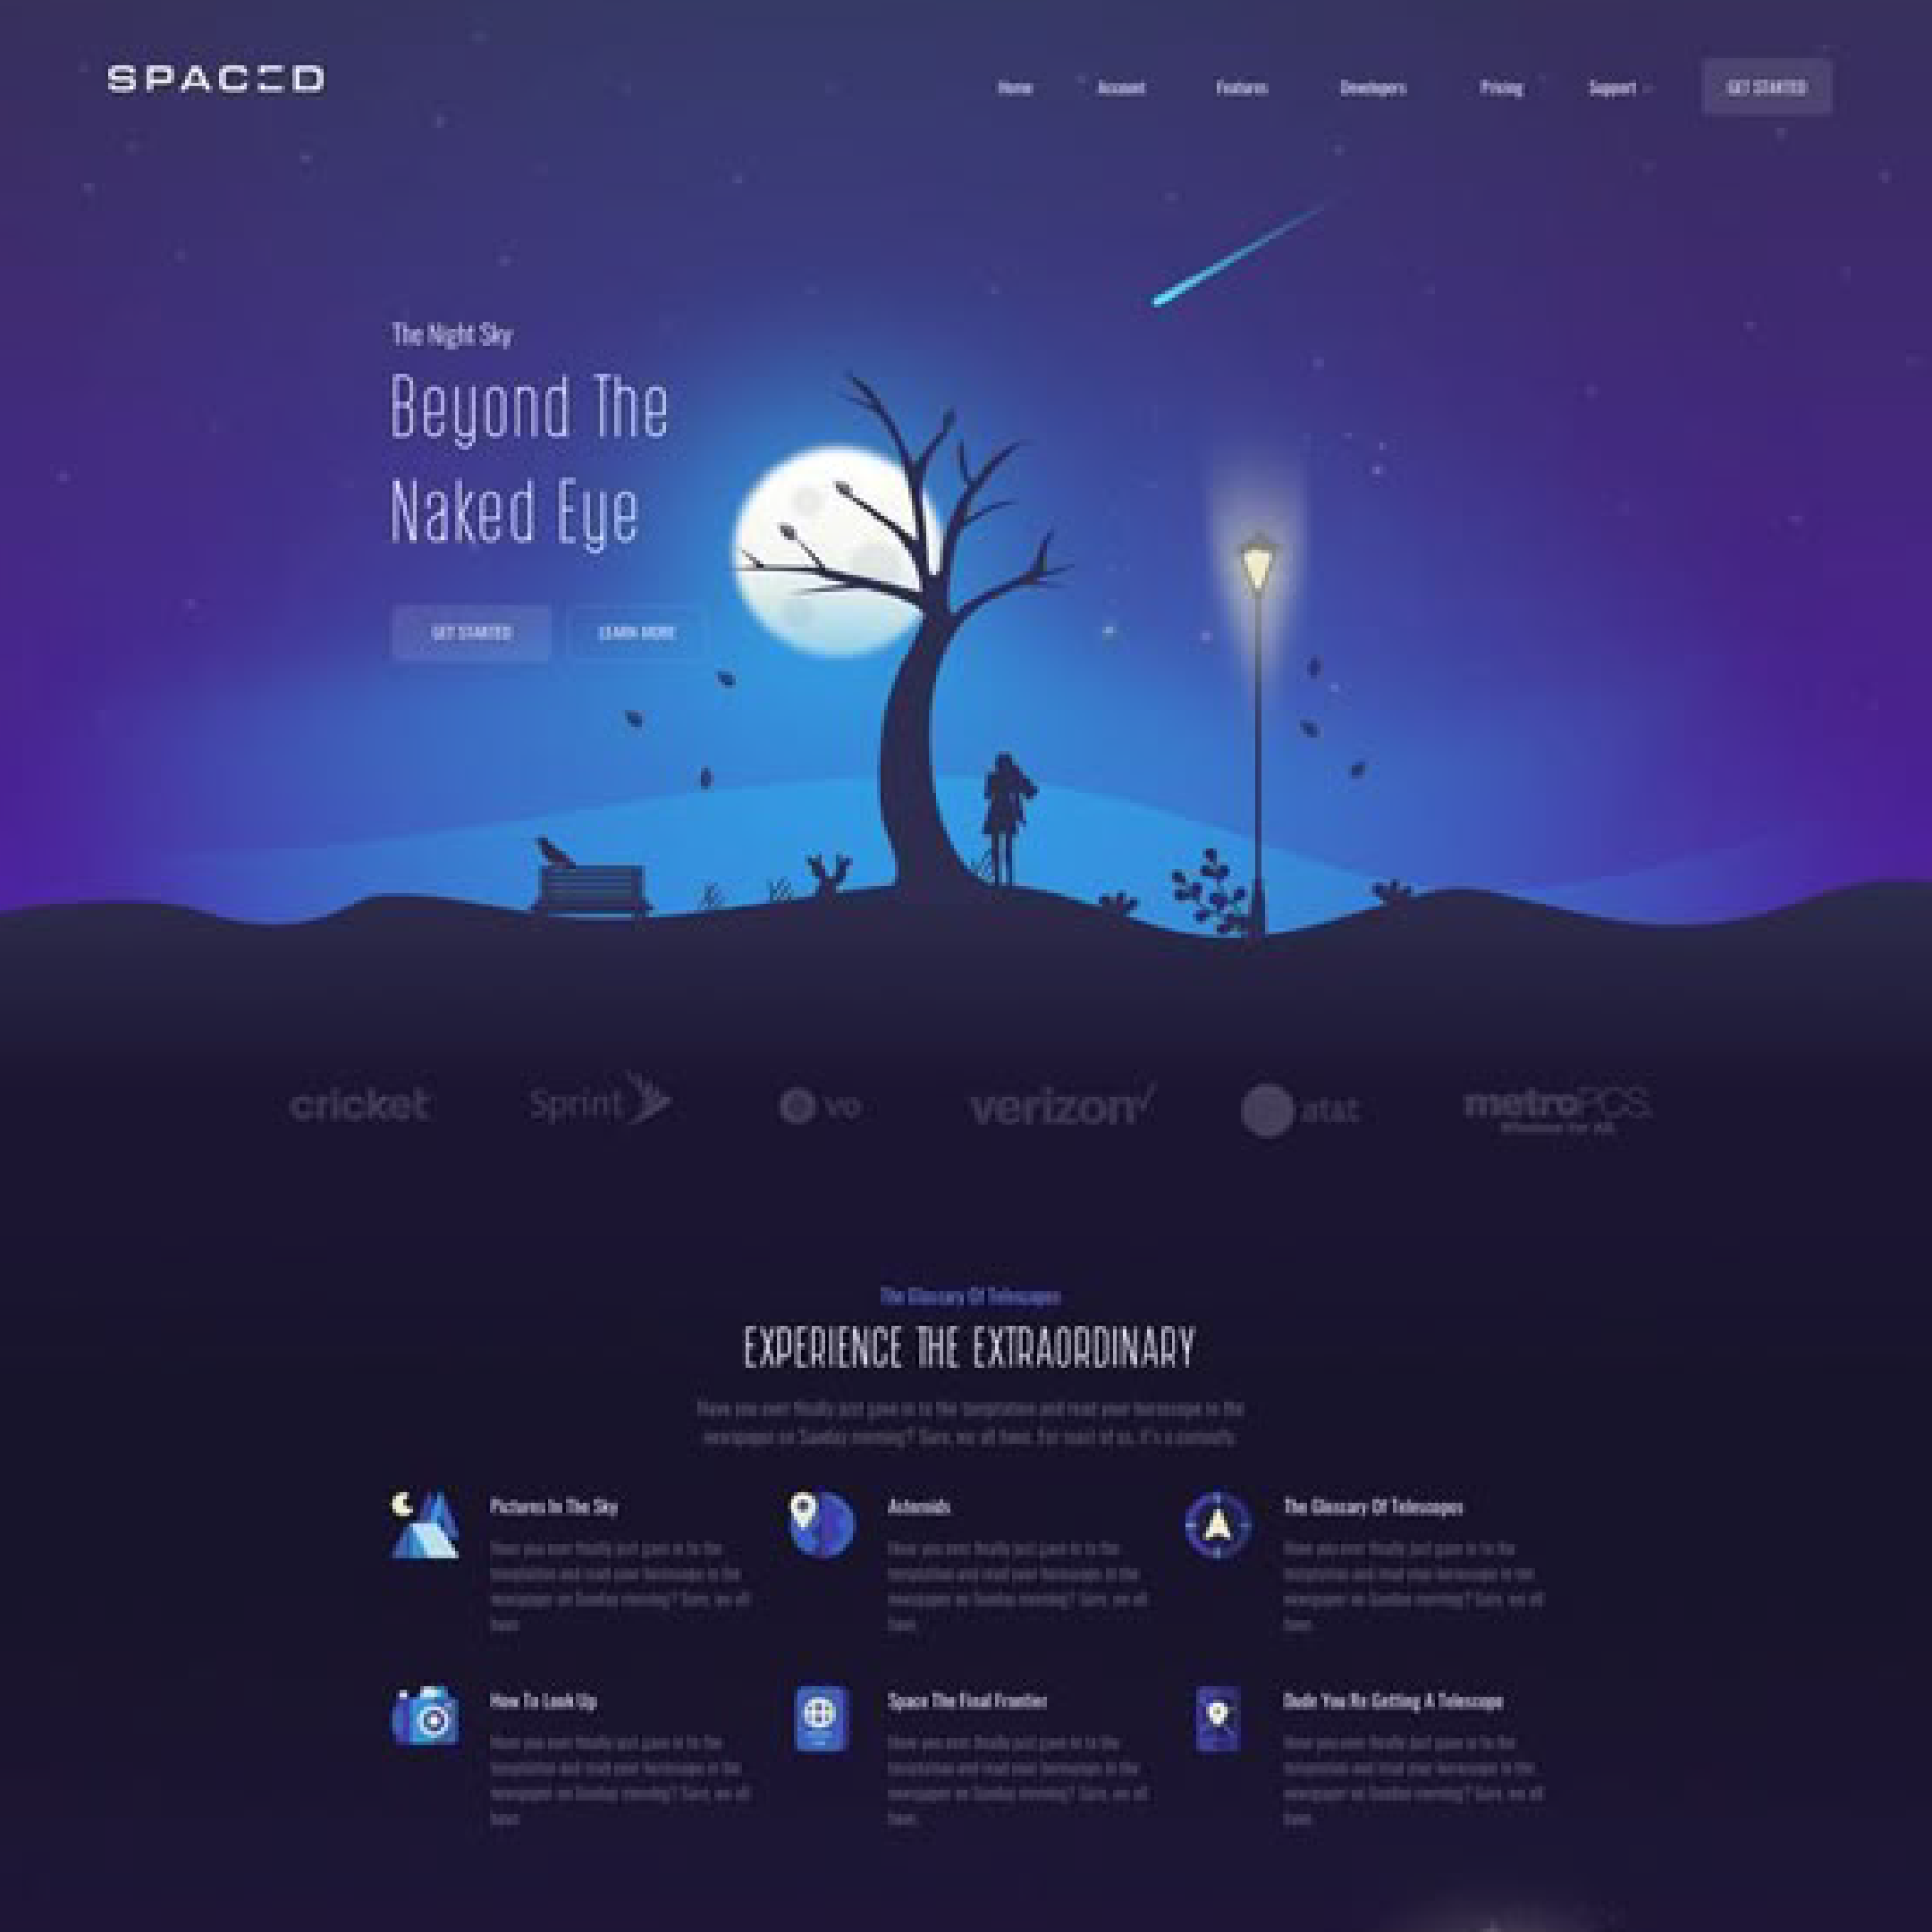 SPACED
Home Account Features Developers Pricing Support GET STARTED
The Night Sky
Beyond The
Naked Eye
GET STARTED LEARN MORE
cricket Sprint vo verizon at&t metroPCS.
Wireless for All.
The Glossary Of Telescopes
EXPERIENCE THE EXTRAORDINARY
Have you ever finally just gave in to the temptation and read your horoscope in the
newspaper on Sunday morning? Sure, we all have. For most of us, it's a curiosity.
Pictures In The Sky
Have you ever finally just gave in to the
temptation and read your horoscope in the
newspaper on Sunday morning? Sure, we all
have.
Asteroids
Have you ever finally just gave in to the
temptation and read your horoscope in the
newspaper on Sunday morning? Sure, we all
have.
The Glossary Of Telescopes
Have you ever finally just gave in to the
temptation and read your horoscope in the
newspaper on Sunday morning? Sure, we all
have.
How To Look Up
Have you ever finally just gave in to the
temptation and read your horoscope in the
newspaper on Sunday morning? Sure, we all
have.
Space The Final Frontier
Have you ever finally just gave in to the
temptation and read your horoscope in the
newspaper on Sunday morning? Sure, we all
have.
Dude You Re Getting A Telescope
Have you ever finally just gave in to the
temptation and read your horoscope in the
newspaper on Sunday morning? Sure, we all
have.